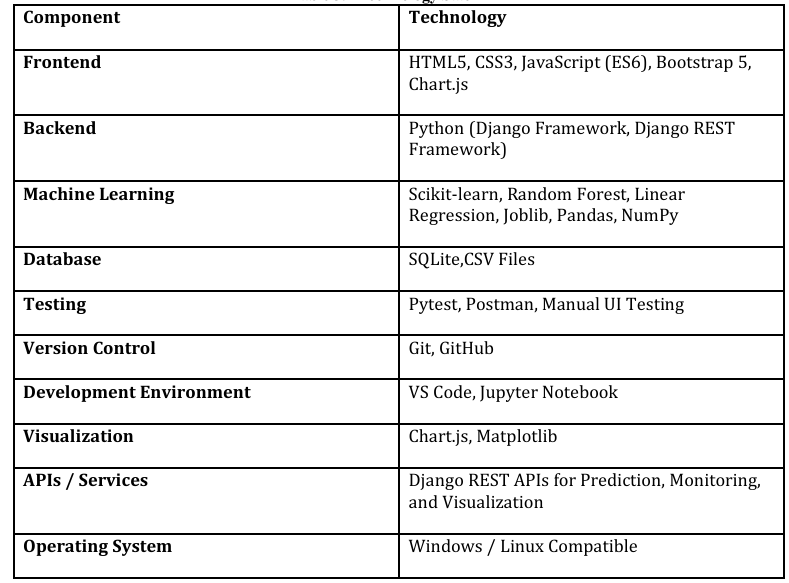 Component
Technology
Frontend
HTML5, CSS3, JavaScript (ES6), Bootstrap 5,
Chart.js
Backend
Python (Django Framework, Django REST
Framework)
Machine Learning
Scikit-learn, Random Forest, Linear
Regression, Joblib, Pandas, NumPy
Database
SQLite,CSV Files
Testing
Pytest, Postman, Manual UI Testing
Version Control
Git, GitHub
Development Environment
VS Code, Jupyter Notebook
Visualization
Chart.js, Matplotlib
APIs / Services
Django REST APIs for Prediction, Monitoring,
and Visualization
Operating System
Windows / Linux Compatible